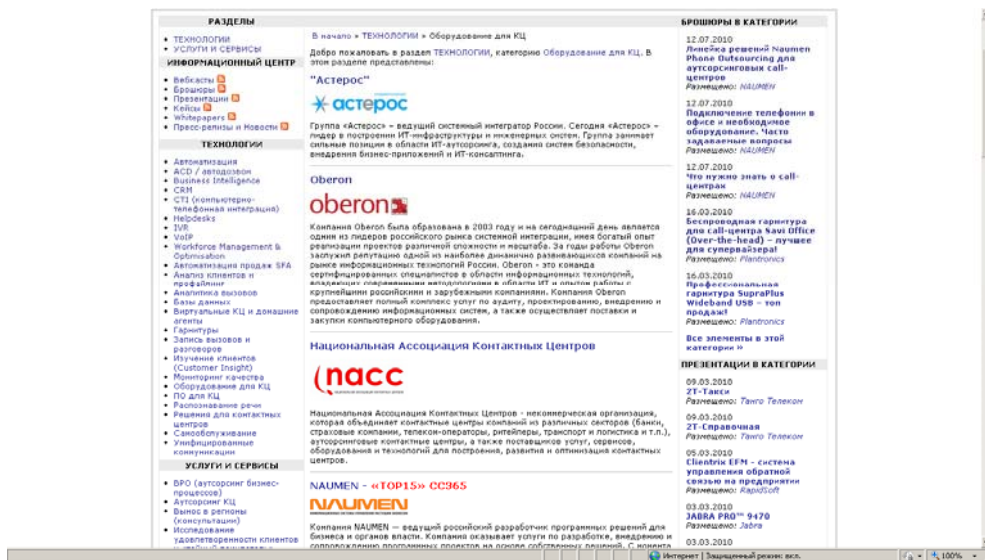 РАЗДЕЛЫ
ТЕХНОЛОГИИ
УСЛУГИ И СЕРВИСЫ
ИНФОРМАЦИОННЫЙ ЦЕНТР
Вебкасты
Брошюры
Презентации
Кейсы
Whitepapers
Пресс-релизы и Новости
ТЕХНОЛОГИИ
Автоматизация
ACD / автодозвон
Business Intelligence
CRM
CTI (компьютерно-
телефонная интеграция)
Helpdesks
IVR
VoIP
Workforce Management &
Optimisation
Автоматизация продаж SFA
Анализ клиентов и
профайлинг
Аналитика вызовов
Базы данных
Виртуальные КЦ и домашние
агенты
Гарнитуры
Запись вызовов и
разговоров
Изучение клиентов
(Customer Insight)
Мониторинг качества
Оборудование для КЦ
ПО для КЦ
Распознавание речи
Решения для контактных
центров
Самообслуживание
Унифицированные
коммуникации
УСЛУГИ И СЕРВИСЫ
BPO (аутсорсинг бизнес-
процессов)
Аутсорсинг КЦ
Вынос в регионы
(консультации)
Исследование
удовлетворенности клиентов
В начало » ТЕХНОЛОГИИ » Оборудование для КЦ
Добро пожаловать в раздел ТЕХНОЛОГИИ, категорию Оборудование для КЦ. В
этом разделе представлены:
"Астерос"
астерос
Группа «Астерос» – ведущий системный интегратор России. Сегодня «Астерос» –
лидер в построении ИТ-инфраструктуры и инженерных систем. Группа занимает
сильные позиции в области ИТ-аутсорсинга, создания систем безопасности,
внедрения бизнес-приложений и ИТ-консалтинга.
Oberon
oberon
Компания Oberon была образована в 2003 году и на сегодняшний день является
одним из лидеров российского рынка системной интеграции, имея богатый опыт
реализации проектов различной сложности и масштаба. За годы работы Oberon
заслужил репутацию одной из наиболее динамично развивающихся компаний на
рынке информационных технологий России. Oberon - это команда
сертифицированных специалистов в области информационных технологий,
владеющих современными методологиями в области ИТ и опытом работы с
крупнейшими российскими и зарубежными компаниями. Компания Oberon
предоставляет полный комплекс услуг по аудиту, проектированию, внедрению и
сопровождению информационных систем, а также осуществляет поставки и
закупки компьютерного оборудования.
Национальная Ассоциация Контактных Центров
насс
Национальная Ассоциация Контактных Центров - некоммерческая организация,
которая объединяет контактные центры компаний из различных секторов (банки,
страховые компании, телеком-операторы, ритейлеры, транспорт и логистика и т.п.),
аутсорсинговые контактные центры, а также поставщиков услуг, сервисов,
оборудования и технологий для построения, развития и оптимизация контактных
центров.
NAUMEN - «TOP15» CC365
NAUMEN
Компания NAUMEN — ведущий российский разработчик программных решений для
бизнеса и органов власти. Компания оказывает услуги по разработке, внедрению и
сопровождению программных проектов на основе собственных решений. С момента
БРОШЮРЫ В КАТЕГОРИИ
12.07.2010
Линейка решений Naumen
Phone Outsourcing для
аутсорсинговых call-
центров
Размещено: NAUMEN
12.07.2010
Подключение телефонии в
офисе и необходимое
оборудование. Часто
задаваемые вопросы
Размещено: NAUMEN
12.07.2010
Что нужно знать о call-
центрах
Размещено: NAUMEN
16.03.2010
Беспроводная гарнитура
для call-центра Savi Office
(Over-the-head) – лучшее
для супервайзера!
Размещено: Plantronics
16.03.2010
Профессиональная
гарнитура SupraPlus
Wideband USB – топ
продаж!
Размещено: Plantronics
Все элементы в этой
категории »
ПРЕЗЕНТАЦИИ В КАТЕГОРИИ
09.03.2010
2Т-Такси
Размещено: Танго Телеком
09.03.2010
2Т-Справочная
Размещено: Танго Телеком
05.03.2010
Clientrix EFM - система
управления обратной
связью на предприятии
Размещено: RapidSoft
03.03.2010
JABRA PRO™ 9470
Размещено: Jabra
03.03.2010
Интернет | Защищенный режим: вкл.
100%